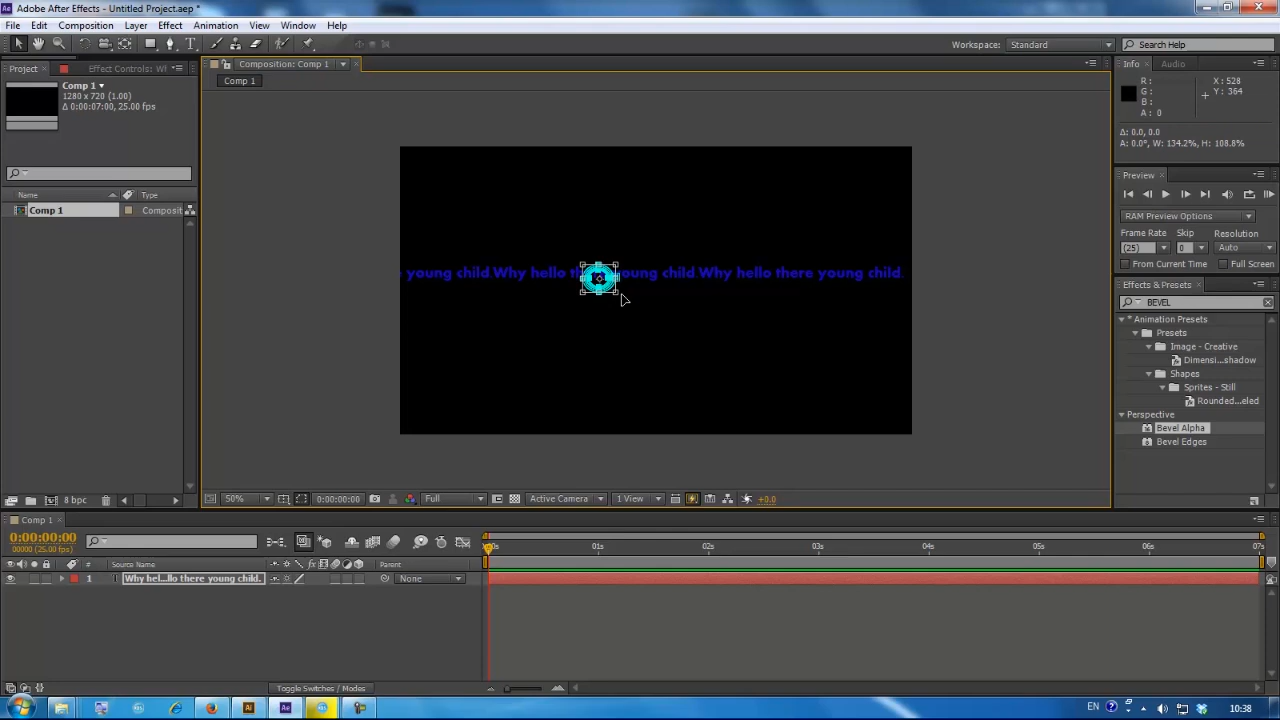 Adobe After Effects - Untitled Project.aep *
File Edit Composition Layer Effect Animation View Window Help
Workspace: Standard Search Help
Project Effect Controls: Composition: Comp 1 Info Audio
Comp 1
Comp 1
1280 x 720 (1.00)
Δ 0:00:07:00, 25.00 fps
R :
G :
B :
A : 0
X : 528
Y : 364
Δ: 0.0, 0.0
A: 0.0°, W: 134.2%, H: 108.8%
Preview
RAM Preview Options
Frame Rate Skip Resolution
(25) 0 Auto
From Current Time Full Screen
Effects & Presets
BEVEL
* Animation Presets
Presets
Image - Creative
Dimensi...shadow
Shapes
Sprites - Still
Rounded...eled
Perspective
Bevel Alpha
Bevel Edges
Name Type
Comp 1 Composit
young child.Why hello young child.Why hello there young child.
8 bpc
50% 0:00:00:00 Full Active Camera 1 View +0.0
Comp 1
0:00:00:00
00000 (25.00 fps)
01s 02s 03s 04s 05s 06s 07s
# Source Name Parent
1 Why hel...llo there young child. None
Toggle Switches / Modes
EN 10:38